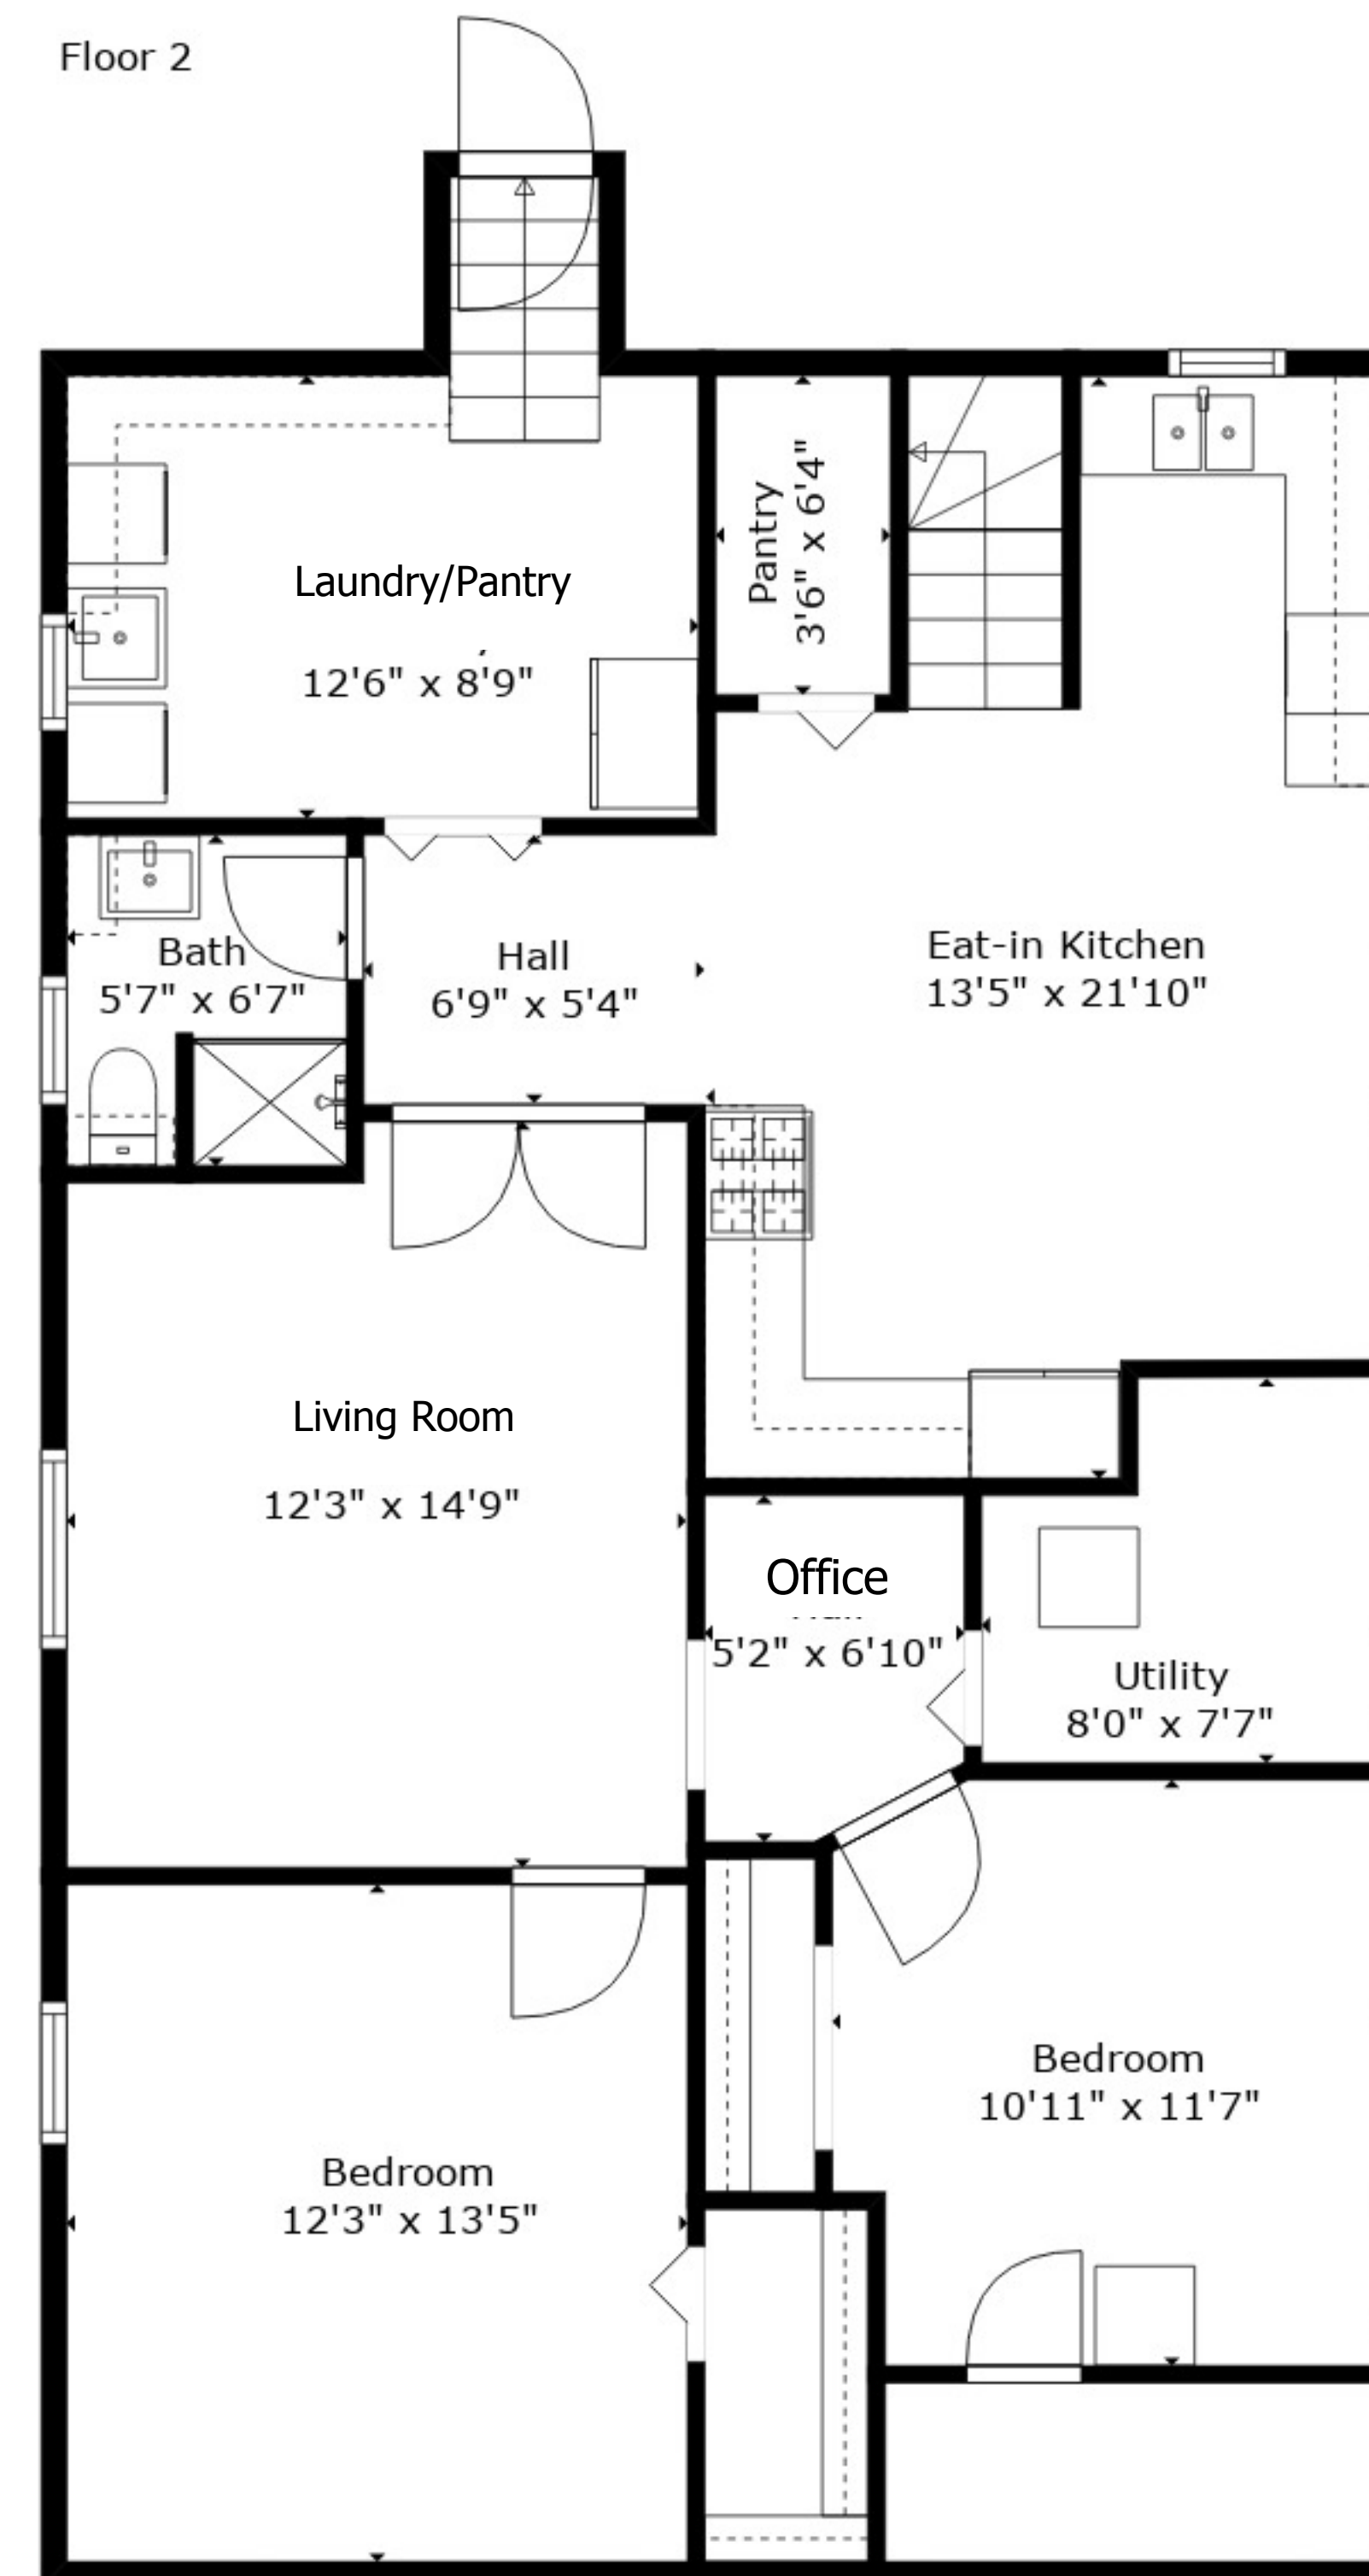 Floor 2
Laundry/Pantry
12'6" x 8'9"
Pantry
3'6" x 6'4"
Bath
5'7" x 6'7"
Hall
6'9" x 5'4"
Eat-in Kitchen
13'5" x 21'10"
Living Room
12'3" x 14'9"
Office
5'2" x 6'10"
Utility
8'0" x 7'7"
Bedroom
10'11" x 11'7"
Bedroom
12'3" x 13'5"